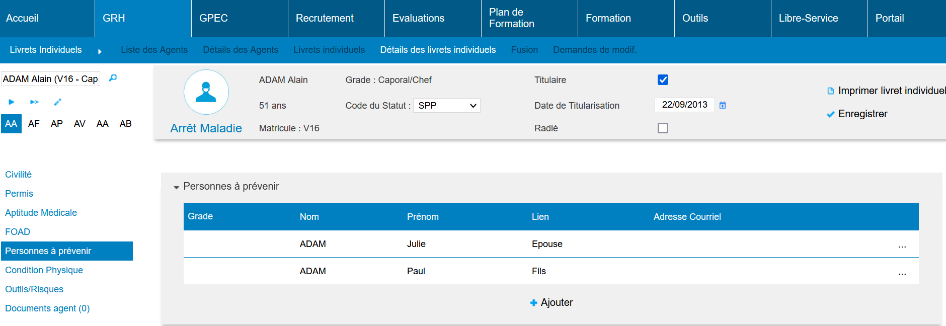 Accueil GRH GPEC Recrutement Evaluations Plan de Formation Formation Outils Libre-Service Portail
Livrets Individuels Liste des Agents Détails des Agents Livrets individuels Détails des livrets individuels Fusion Demandes de modif.
ADAM Alain (V16 - Cap
AA AF AP AV AA AB
Arrêt Maladie
ADAM Alain Grade : Caporal/Chef Titulaire
51 ans Code du Statut : SPP Date de Titularisation 22/09/2013
Matricule : V16 Radié
Imprimer livret individuel
Enregistrer
Civilité
Permis
Aptitude Médicale
FOAD
Personnes à prévenir
Condition Physique
Outils/Risques
Documents agent (0)
Personnes à prévenir
Grade Nom Prénom Lien Adresse Courriel
ADAM Julie Epouse ...
ADAM Paul Fils ...
Ajouter